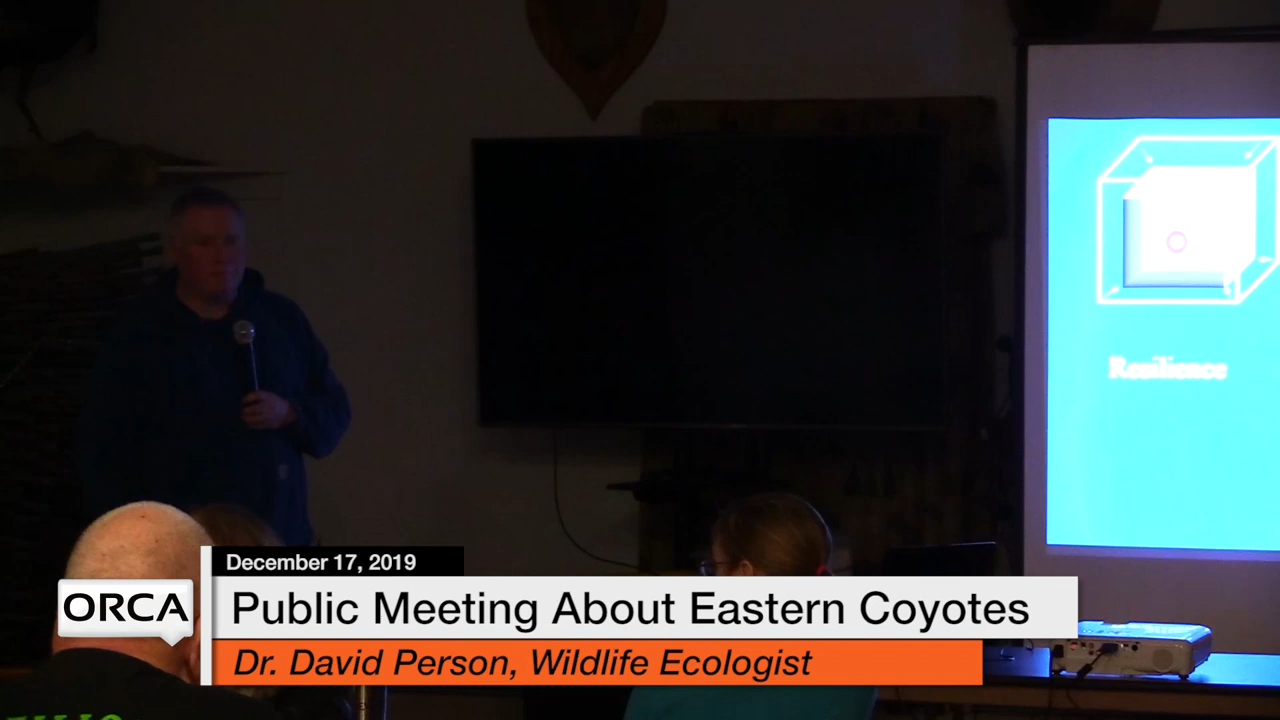 Resilience
December 17, 2019
ORCA
Public Meeting About Eastern Coyotes
Dr. David Person, Wildlife Ecologist